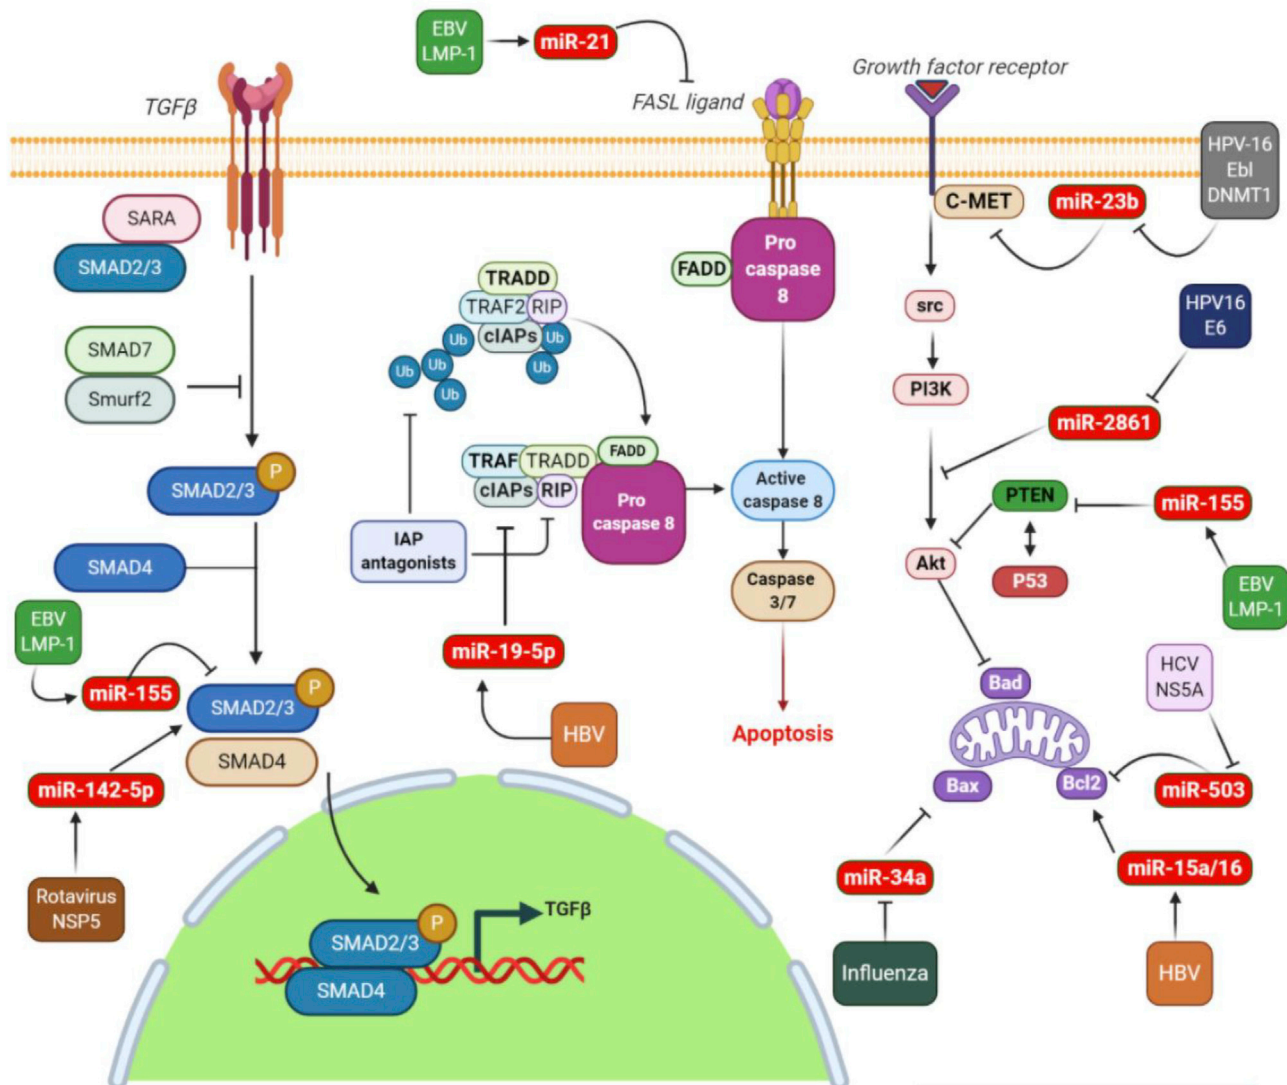 EBV
LMP-1
miR-21
TGFβ
FASL ligand
Growth factor receptor
HPV-16
Ebl
DNMT1
SARA
SMAD2/3
C-MET
miR-23b
Pro
caspase
8
FADD
TRADD
TRAF2
RIP
cIAPs
Ub
Ub
Ub
Ub
Ub
Ub
src
HPV16
E6
SMAD7
Smurf2
PI3K
miR-2861
TRAF
TRADD
FADD
cIAPs
RIP
Pro
caspase 8
Active
caspase 8
PTEN
miR-155
P
SMAD2/3
IAP
antagonists
Caspase
3/7
Akt
P53
EBV
LMP-1
SMAD4
EBV
LMP-1
miR-155
miR-19-5p
P
SMAD2/3
SMAD4
HBV
Apoptosis
Bad
HCV
NS5A
Bax
Bcl2
miR-503
miR-142-5p
Rotavirus
NSP5
miR-34a
miR-15a/16
P
SMAD2/3
SMAD4
TGFβ
Influenza
HBV